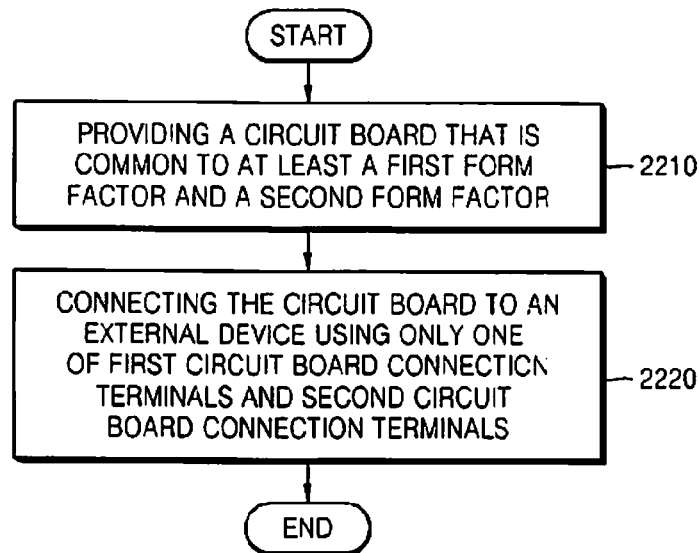 START
PROVIDING A CIRCUIT BOARD THAT IS
COMMON TO AT LEAST A FIRST FORM
FACTOR AND A SECOND FORM FACTOR
2210
CONNECTING THE CIRCUIT BOARD TO AN
EXTERNAL DEVICE USING ONLY ONE
OF FIRST CIRCUIT BOARD CONNECTION
TERMINALS AND SECOND CIRCUIT
BOARD CONNECTION TERMINALS
2220
END